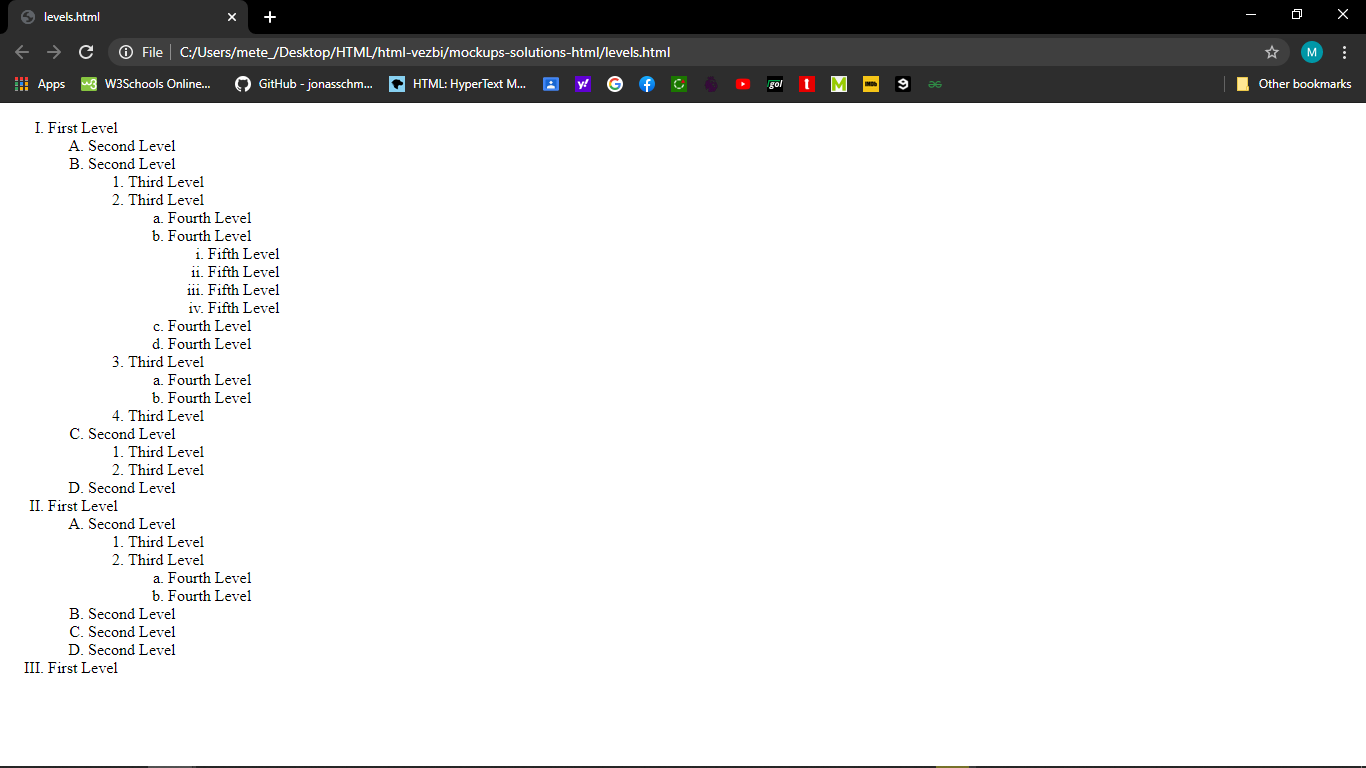 levels.html
File C:/Users/mete_/Desktop/HTML/html-vezbi/mockups-solutions-html/levels.html M
Apps W3Schools Online... GitHub - jonasschm... HTML: HyperText M... Other bookmarks
I. First Level
A. Second Level
B. Second Level
1. Third Level
2. Third Level
a. Fourth Level
b. Fourth Level
i. Fifth Level
ii. Fifth Level
iii. Fifth Level
iv. Fifth Level
c. Fourth Level
d. Fourth Level
3. Third Level
a. Fourth Level
b. Fourth Level
4. Third Level
C. Second Level
1. Third Level
2. Third Level
D. Second Level
II. First Level
A. Second Level
1. Third Level
2. Third Level
a. Fourth Level
b. Fourth Level
B. Second Level
C. Second Level
D. Second Level
III. First Level